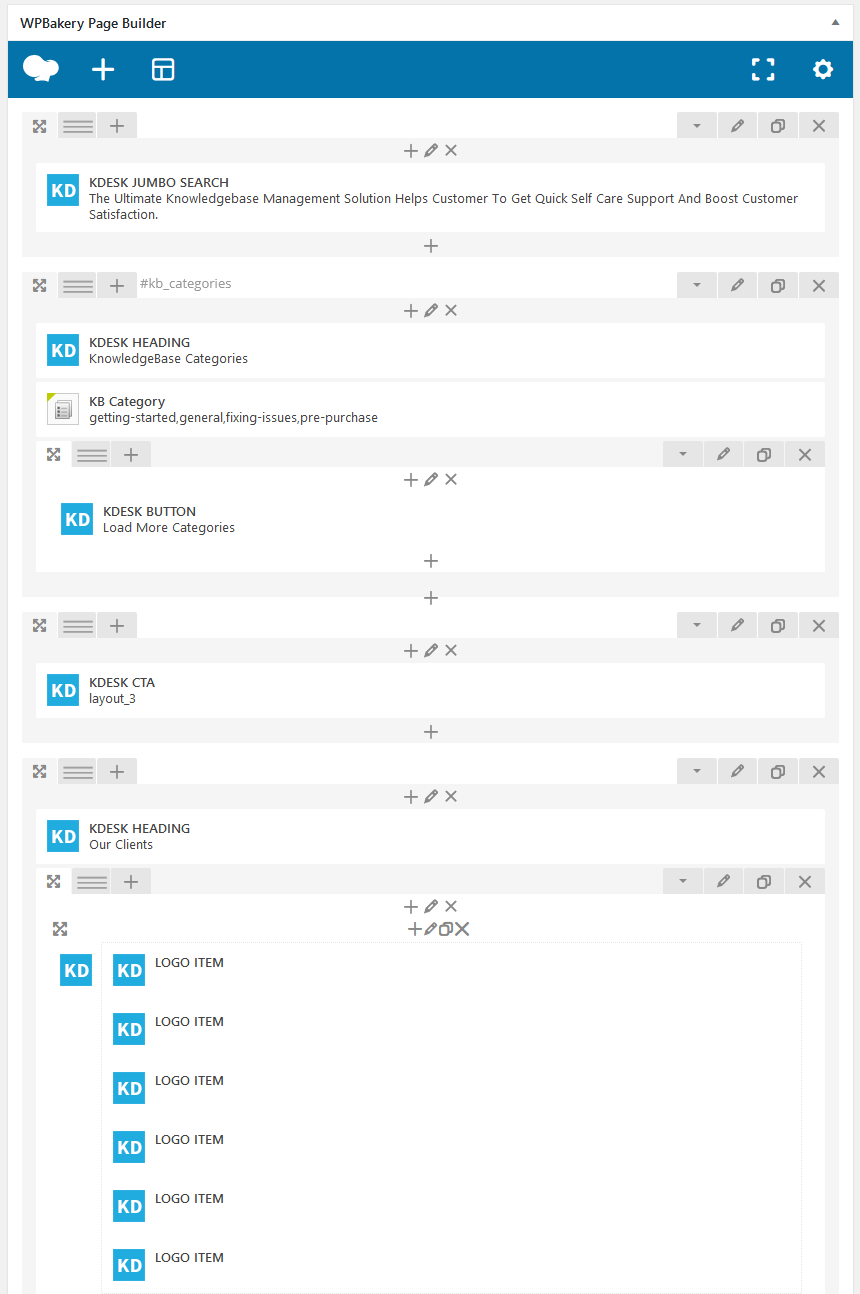 WPBakery Page Builder
KD
KDESK JUMBO SEARCH
The Ultimate Knowledgebase Management Solution Helps Customer To Get Quick Self Care Support And Boost Customer
Satisfaction.
#kb_categories
KD
KDESK HEADING
KnowledgeBase Categories
KB Category
getting-started,general,fixing-issues,pre-purchase
KD
KDESK BUTTON
Load More Categories
KD
KDESK CTA
layout_3
KD
KDESK HEADING
Our Clients
KD
KD
LOGO ITEM
KD
LOGO ITEM
KD
LOGO ITEM
KD
LOGO ITEM
KD
LOGO ITEM
KD
LOGO ITEM